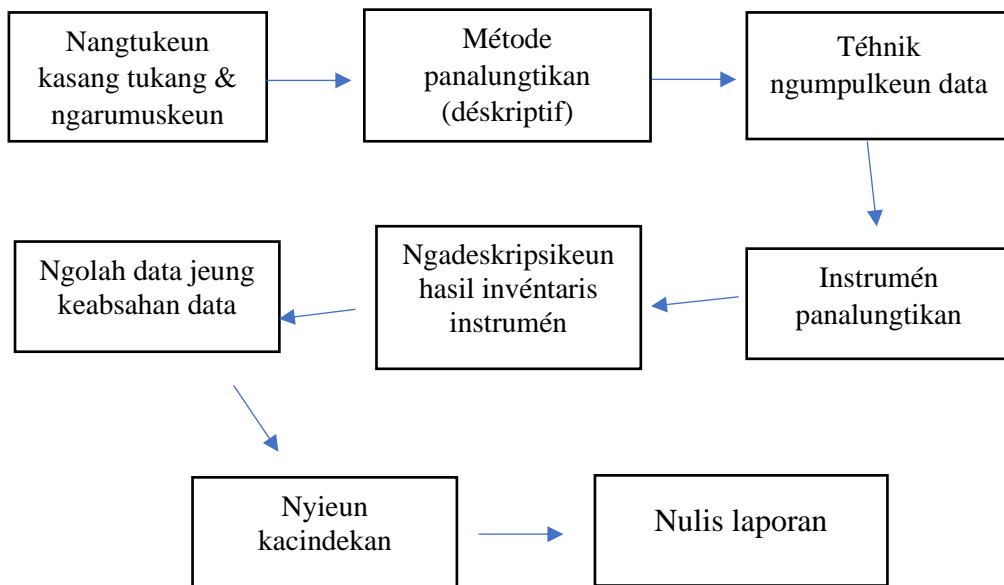 Nangtukeun
kasang tukang &
ngarumuskeun
Métode
panalungtikan
(déskriptif)
Téhnik
ngumpulkeun data
Instrumén
panalungtikan
Ngadeskripsikeun
hasil invéntaris
instrumén
Ngolah data jeung
keabsahan data
Nyieun
kacindekan
Nulis laporan